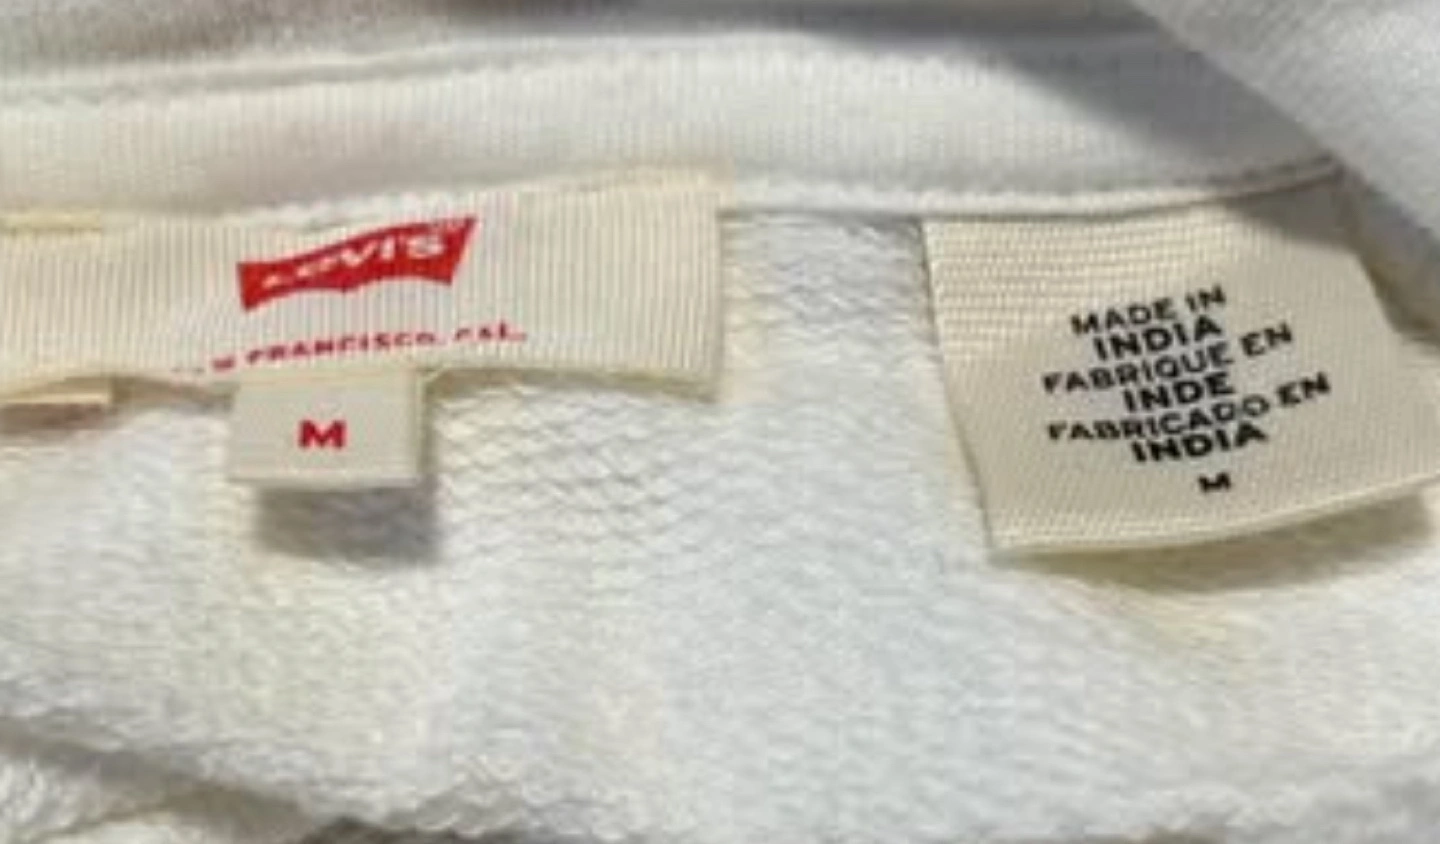 LEVI'S
FRANCISCO, CAL.
M
MADE IN
INDIA
FABRIQUE EN
INDE
FABRICADO EN
INDIA
M